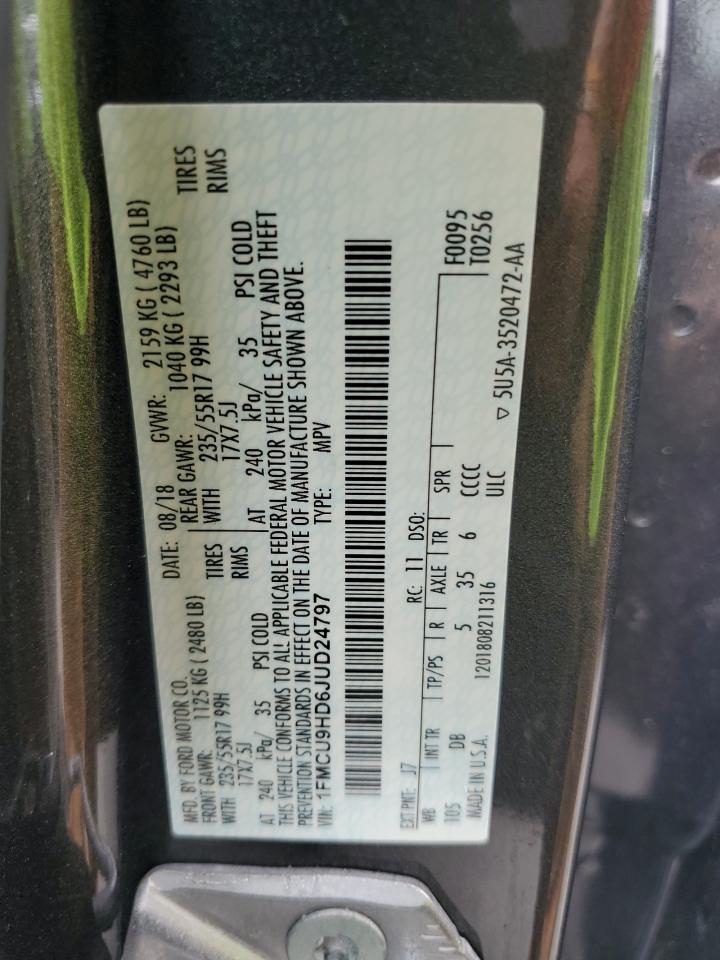 MFD. BY FORD MOTOR CO.
DATE: 08/18 GVWR: 2159 KG ( 4760 LB)
FRONT GAWR: 1125 KG ( 2480 LB) REAR GAWR: 1040 KG ( 2293 LB)
WITH 235/55R17 99H TIRES WITH 235/55R17 99H TIRES
17X7.5J RIMS 17X7.5J RIMS
AT 240 kPa/ 35 PSI COLD AT 240 kPa/ 35 PSI COLD
THIS VEHICLE CONFORMS TO ALL APPLICABLE FEDERAL MOTOR VEHICLE SAFETY AND THEFT
PREVENTION STANDARDS IN EFFECT ON THE DATE OF MANUFACTURE SHOWN ABOVE.
VIN: 1FMCU9HD6JUD24797 TYPE: MPV
EXT PNT: J7 RC: 11 DSO: F0095
WB INT TR TP/PS R AXLE TR SPR T0256
105 DB 5 35 6 CCCC
MADE IN U.S.A. 1201808211316 ULC
▽ 5U5A-3520472-AA